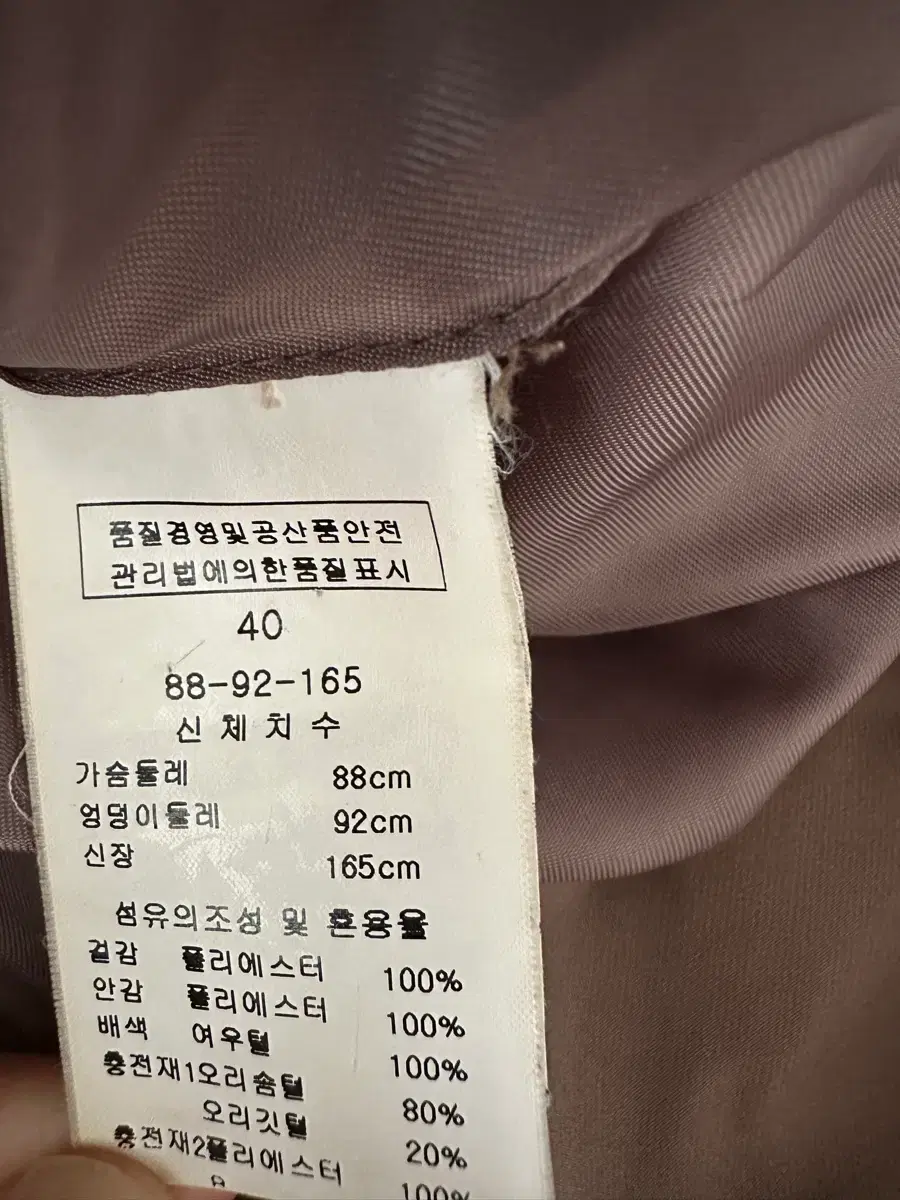 품질경영및공산품안전
관리법에의한품질표시
40
88-92-165
신체치수
가슴둘레 88cm
엉덩이둘레 92cm
신장 165cm
섬유의조성 및 혼용율
겉감 폴리에스터 100%
안감 폴리에스터 100%
배색 여우털 100%
충전재1오리솜털 80%
오리깃털 20%
충전재2폴리에스터 100%